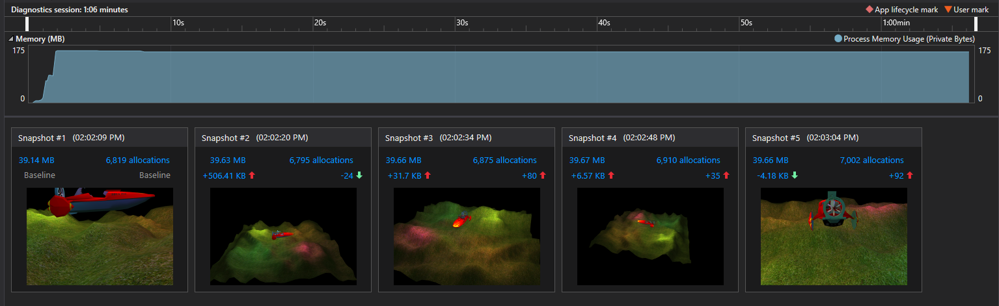 Diagnostics session: 1:06 minutes
App lifecycle mark User mark
10s 20s 30s 40s 50s 1:00min
Memory (MB)
Process Memory Usage (Private Bytes)
175 175
0 0
Snapshot #1 (02:02:09 PM)
39.14 MB 6,819 allocations
Baseline Baseline
Snapshot #2 (02:02:20 PM)
39.63 MB 6,795 allocations
+506.41 KB -24
Snapshot #3 (02:02:34 PM)
39.66 MB 6,875 allocations
+31.7 KB +80
Snapshot #4 (02:02:48 PM)
39.67 MB 6,910 allocations
+6.57 KB +35
Snapshot #5 (02:03:04 PM)
39.66 MB 7,002 allocations
-4.18 KB +92